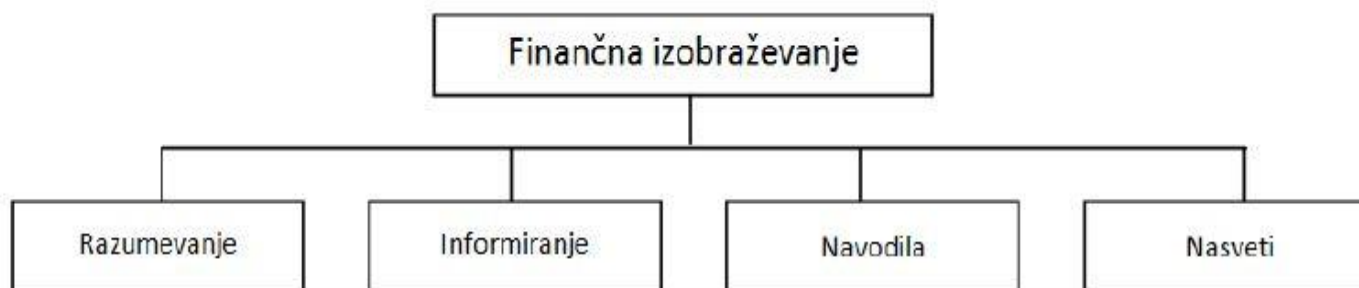 Finančna izobraževanje
Razumevanje
Informiranje
Navodila
Nasveti